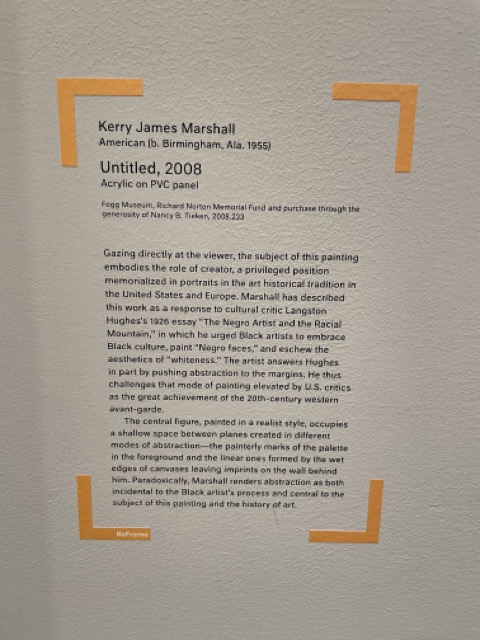 Kerry James Marshall
American (b. Birmingham, Ala. 1955)
Untitled, 2008
Acrylic on PVC panel
Fogg Museum, Richard Norton Memorial Fund and purchase through the
generosity of Nancy B. Tieken, 2008.233
Gazing directly at the viewer, the subject of this painting
embodies the role of creator, a privileged position
memorialized in portraits in the art historical tradition in
the United States and Europe. Marshall has described
this work as a response to cultural critic Langston
Hughes's 1926 essay "The Negro Artist and the Racial
Mountain," in which he urged Black artists to embrace
Black culture, paint "Negro faces," and eschew the
aesthetics of "whiteness." The artist answers Hughes
in part by pushing abstraction to the margins. He thus
challenges that mode of painting elevated by U.S. critics
as the great achievement of the 20th-century western
avant-garde.
The central figure, painted in a realist style, occupies
a shallow space between planes created in different
modes of abstraction—the painterly marks of the palette
in the foreground and the linear ones formed by the wet
edges of canvases leaving imprints on the wall behind
him. Paradoxically, Marshall renders abstraction as both
incidental to the Black artist's process and central to the
subject of this painting and the history of art.
ReFrame